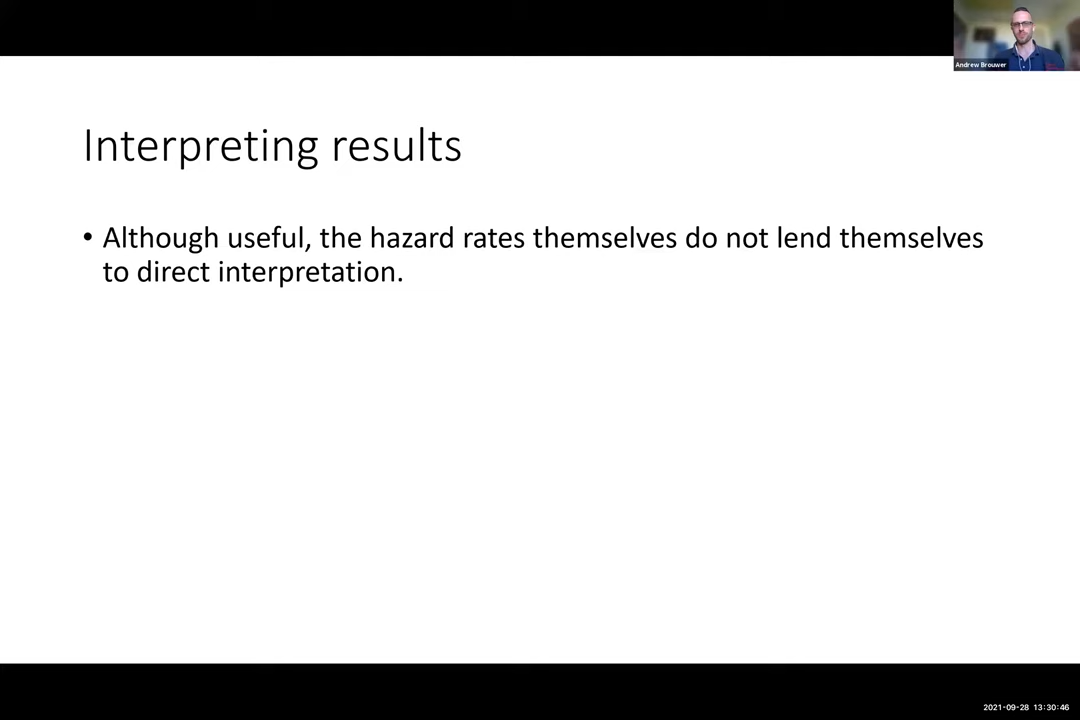 Andrew Brouwer
Interpreting results
• Although useful, the hazard rates themselves do not lend themselves
to direct interpretation.
2021-09-28 13:30:46